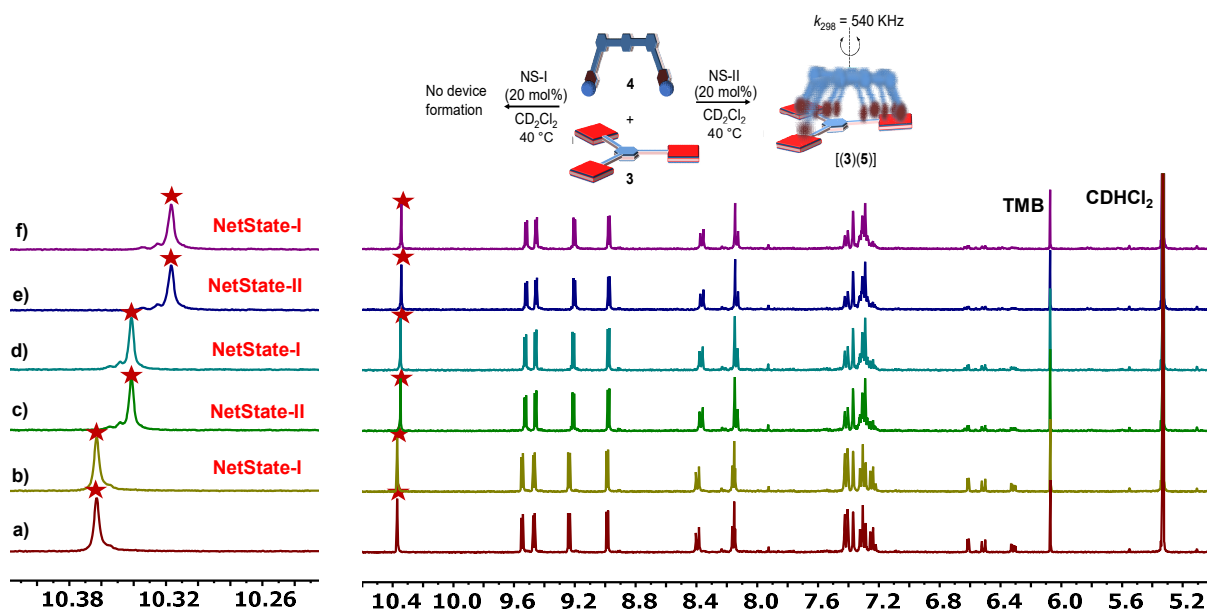 k298 = 540 KHz
4
NS-I
(20 mol%)
CD2Cl2
40 °C
No device
formation
NS-II
(20 mol%)
CD2Cl2
40 °C
+
3
[(3)(5)]
TMB
CDHCl2
f)
NetState-I
e)
NetState-II
d)
NetState-I
c)
NetState-II
b)
NetState-I
a)
10.38 10.32 10.26
10.4 10.0 9.6 9.2 8.8 8.4 8.0 7.6 7.2 6.8 6.4 6.0 5.6 5.2